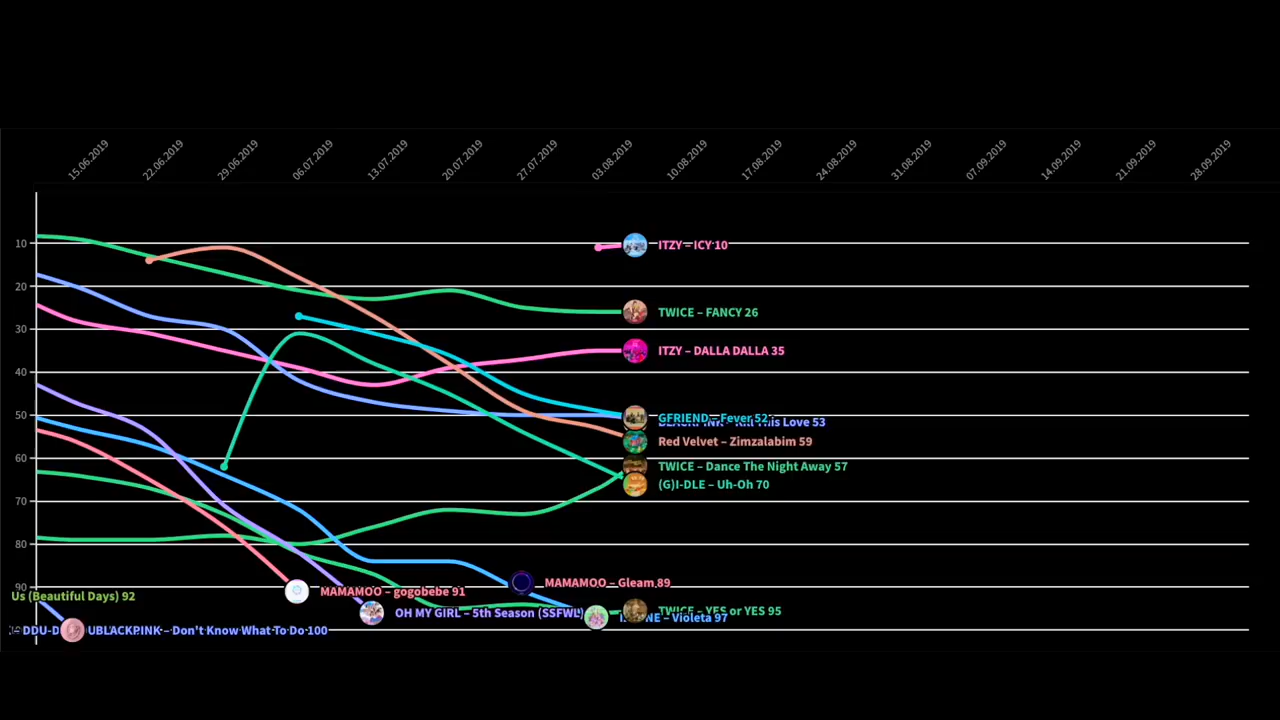 15.06.2019 22.06.2019 29.06.2019 06.07.2019 13.07.2019 20.07.2019 27.07.2019 03.08.2019 10.08.2019 17.08.2019 24.08.2019 31.08.2019 07.09.2019 14.09.2019 21.09.2019 28.09.2019
10
ITZY – ICY 10
20
TWICE – FANCY 26
30
ITZY – DALLA DALLA 35
40
50
GFRIEND – Fever 52
BLACKPINK – Kill This Love 53
Red Velvet – Zimzalabim 59
60
TWICE – Dance The Night Away 57
(G)I-DLE – Uh-Oh 70
70
80
MAMAMOO – Gleam 89
90
MAMAMOO – gogobebe 91
Us (Beautiful Days) 92
OH MY GIRL – 5th Season (SSFWL)
TWICE – YES or YES 95
Violeta 97
DDU-D
BLACKPINK – Don't Know What To Do 100